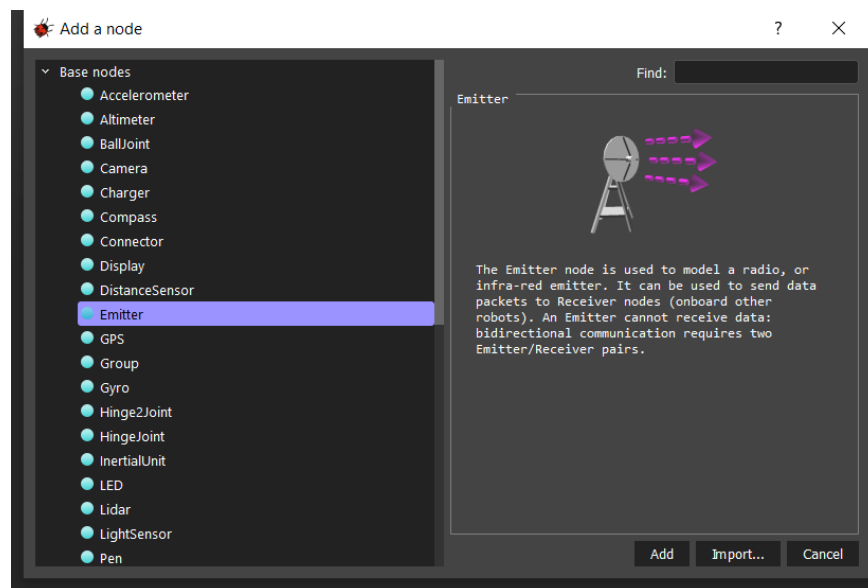 Add a node
?
Base nodes
Accelerometer
Altimeter
BallJoint
Camera
Charger
Compass
Connector
Display
DistanceSensor
Emitter
GPS
Group
Gyro
Hinge2Joint
HingeJoint
InertialUnit
LED
Lidar
LightSensor
Pen
Find:
Emitter
The Emitter node is used to model a radio, or
infra-red emitter. It can be used to send data
packets to Receiver nodes (onboard other
robots). An Emitter cannot receive data:
bidirectional communication requires two
Emitter/Receiver pairs.
Add
Import...
Cancel